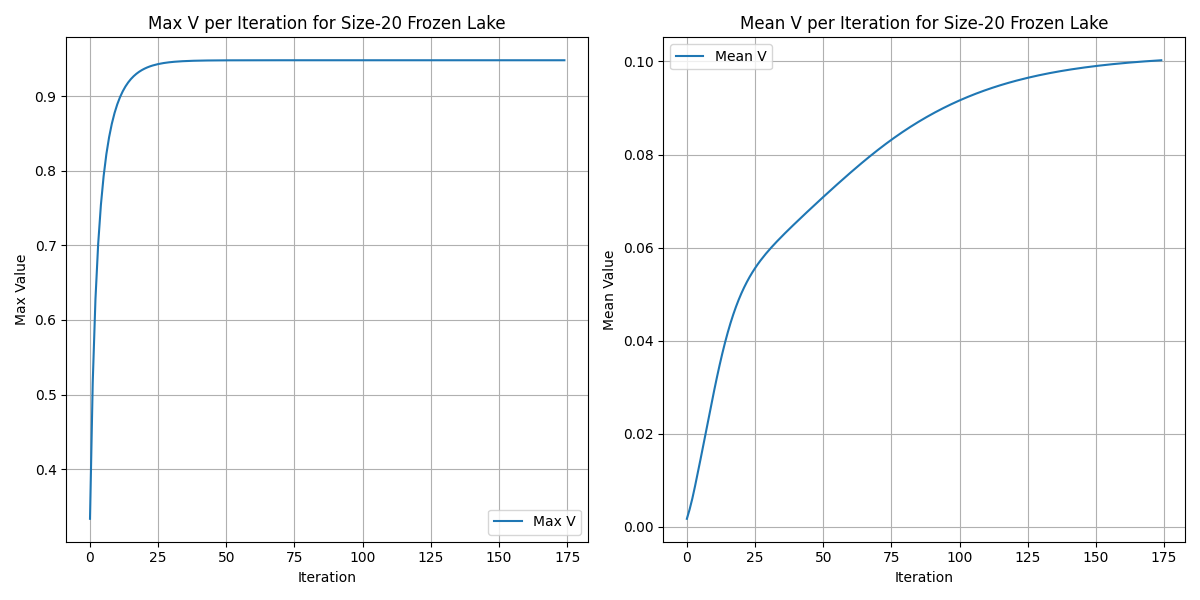 Max V per Iteration for Size-20 Frozen Lake
Max Value
0.9
0.8
0.7
0.6
0.5
0.4
Max V
0 25 50 75 100 125 150 175
Iteration
Mean V per Iteration for Size-20 Frozen Lake
Mean Value
Mean V
0.10
0.08
0.06
0.04
0.02
0.00
0 25 50 75 100 125 150 175
Iteration